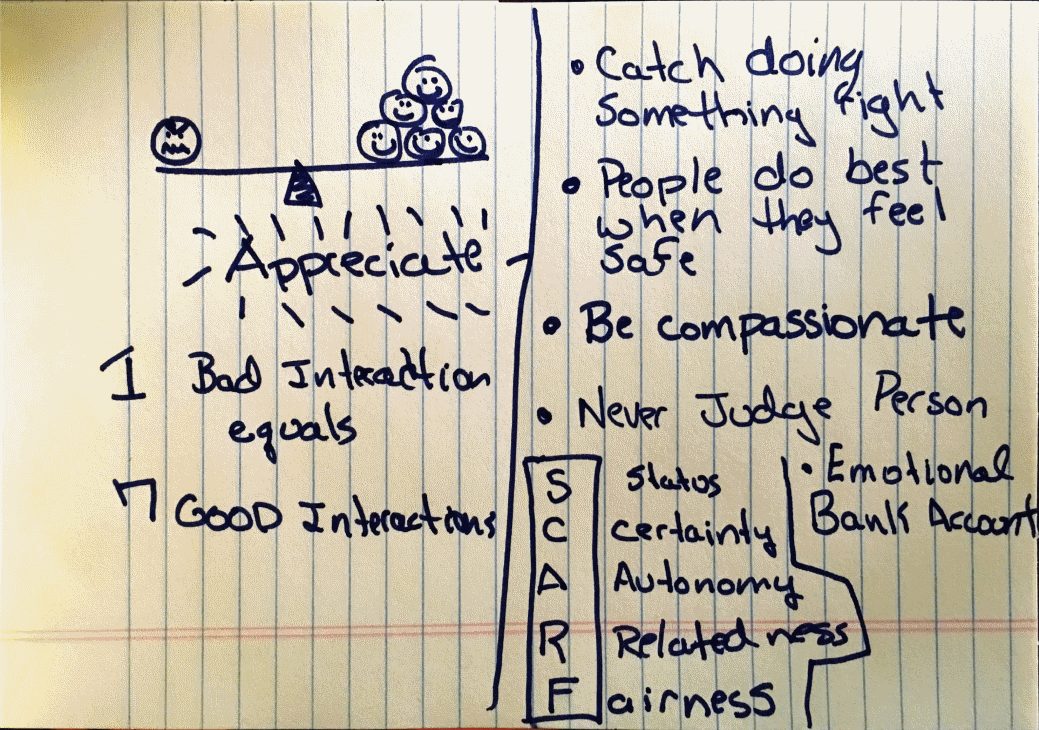 Appreciate
1 Bad Interaction
equals
7 GOOD Interactions
• Catch doing
something right
• People do best
when they feel
safe
• Be compassionate
• Never Judge Person
S Status
C certainty
A Autonomy
R Relatedness
F airness
• Emotional
Bank Account